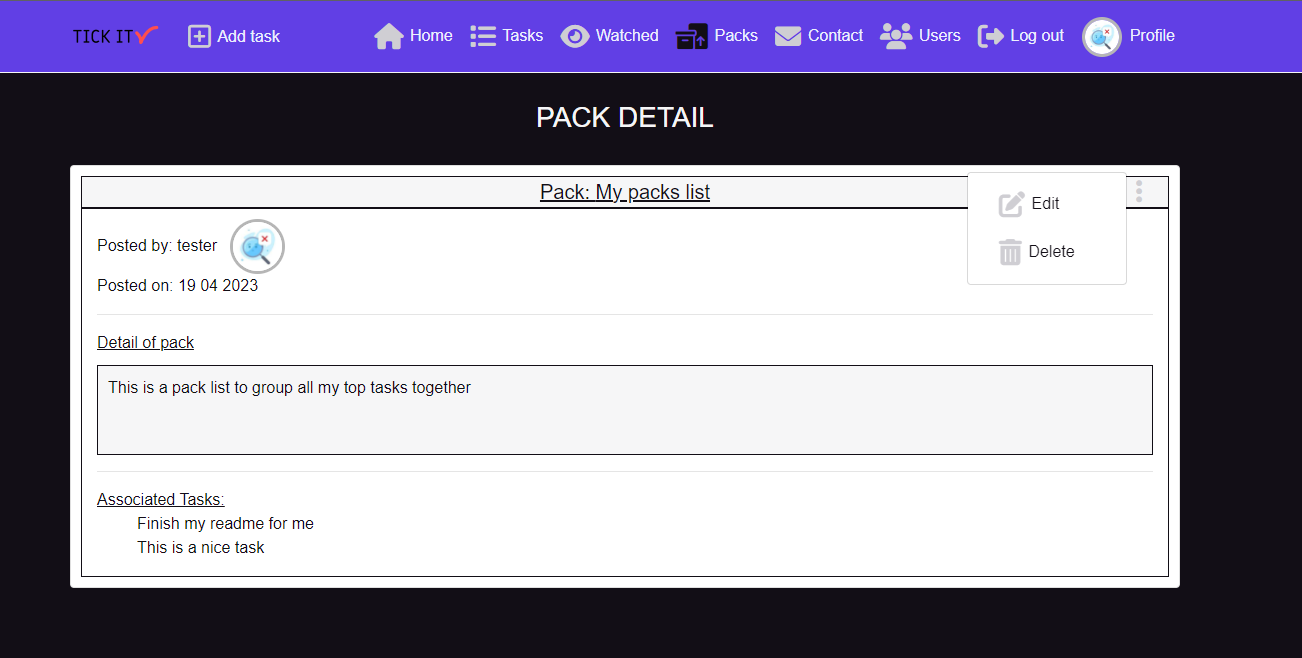 TICK IT Add task Home Tasks Watched Packs Contact Users Log out Profile
PACK DETAIL
Pack: My packs list
Edit
Delete
Posted by: tester
Posted on: 19 04 2023
Detail of pack
This is a pack list to group all my top tasks together
Associated Tasks:
Finish my readme for me
This is a nice task